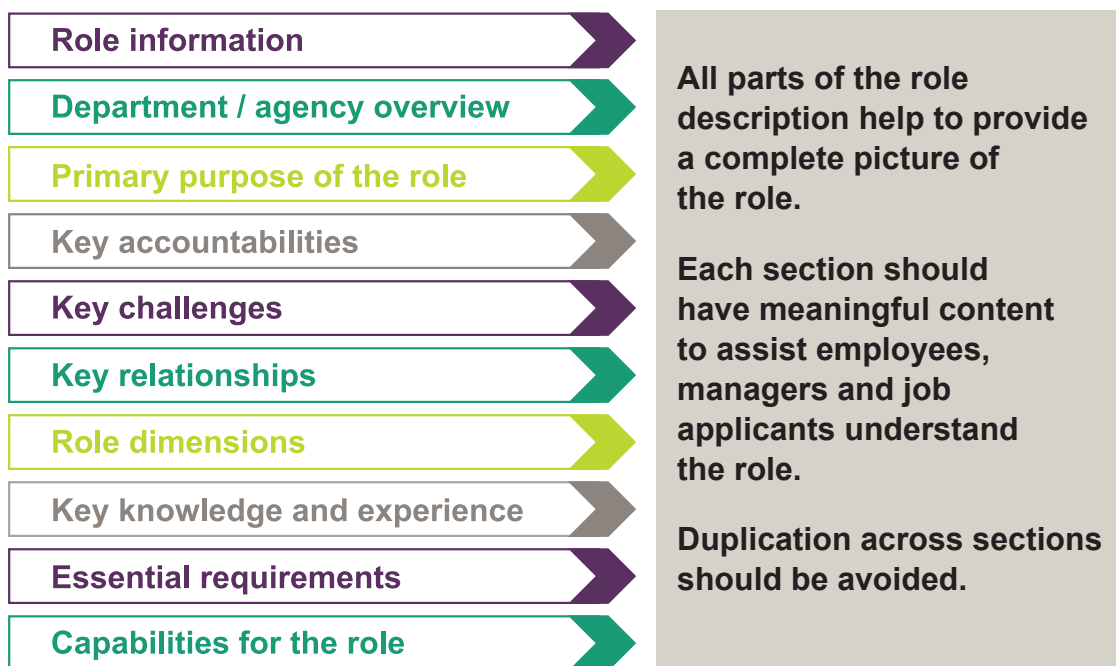 Role information
Department / agency overview
Primary purpose of the role
Key accountabilities
Key challenges
Key relationships
Role dimensions
Key knowledge and experience
Essential requirements
Capabilities for the role
All parts of the role
description help to provide
a complete picture of
the role.
Each section should
have meaningful content
to assist employees,
managers and job
applicants understand
the role.
Duplication across sections
should be avoided.